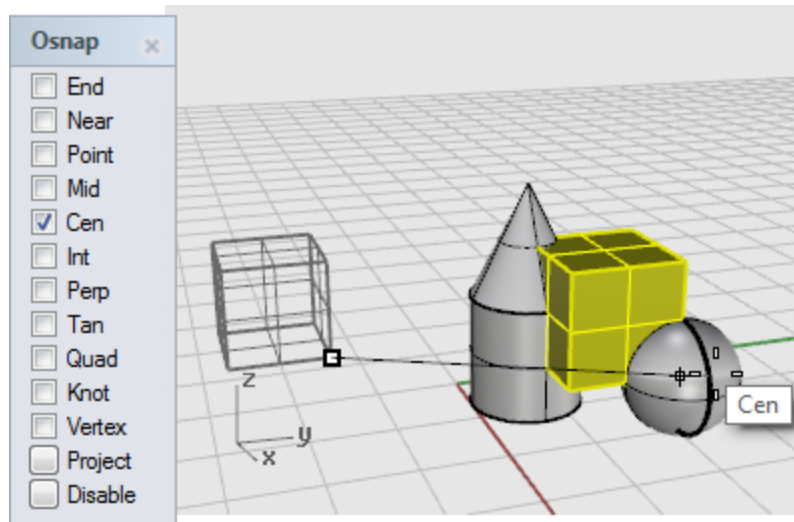 Osnap
End
Near
Point
Mid
Cen
Int
Perp
Tan
Quad
Knot
Vertex
Project
Disable
z
y
x
Cen